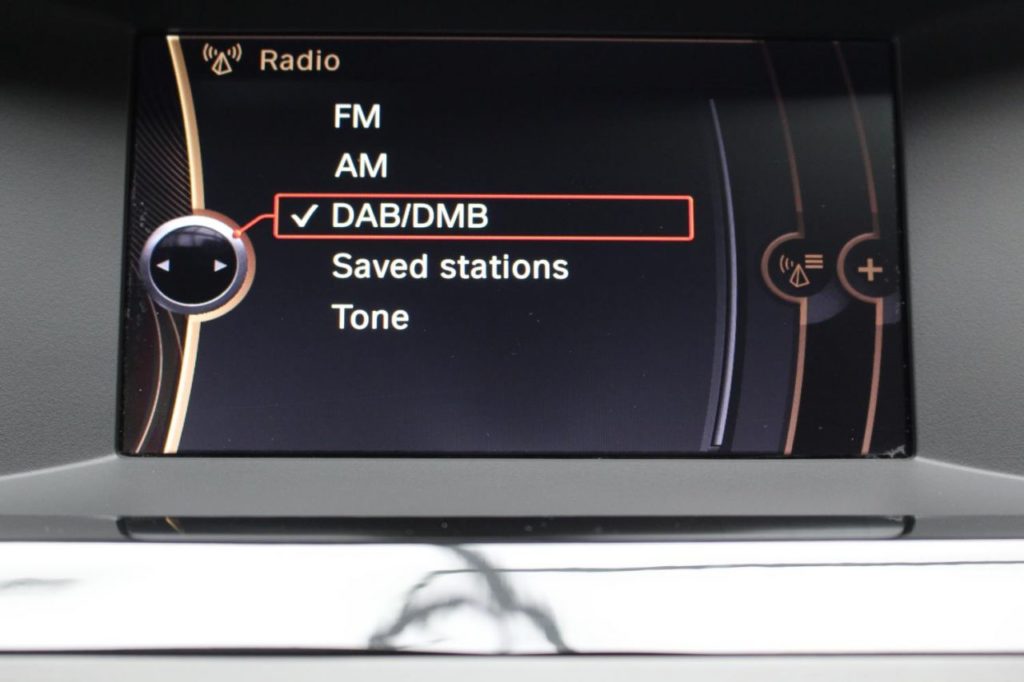 Radio
FM
AM
✓ DAB/DMB
Saved stations
Tone